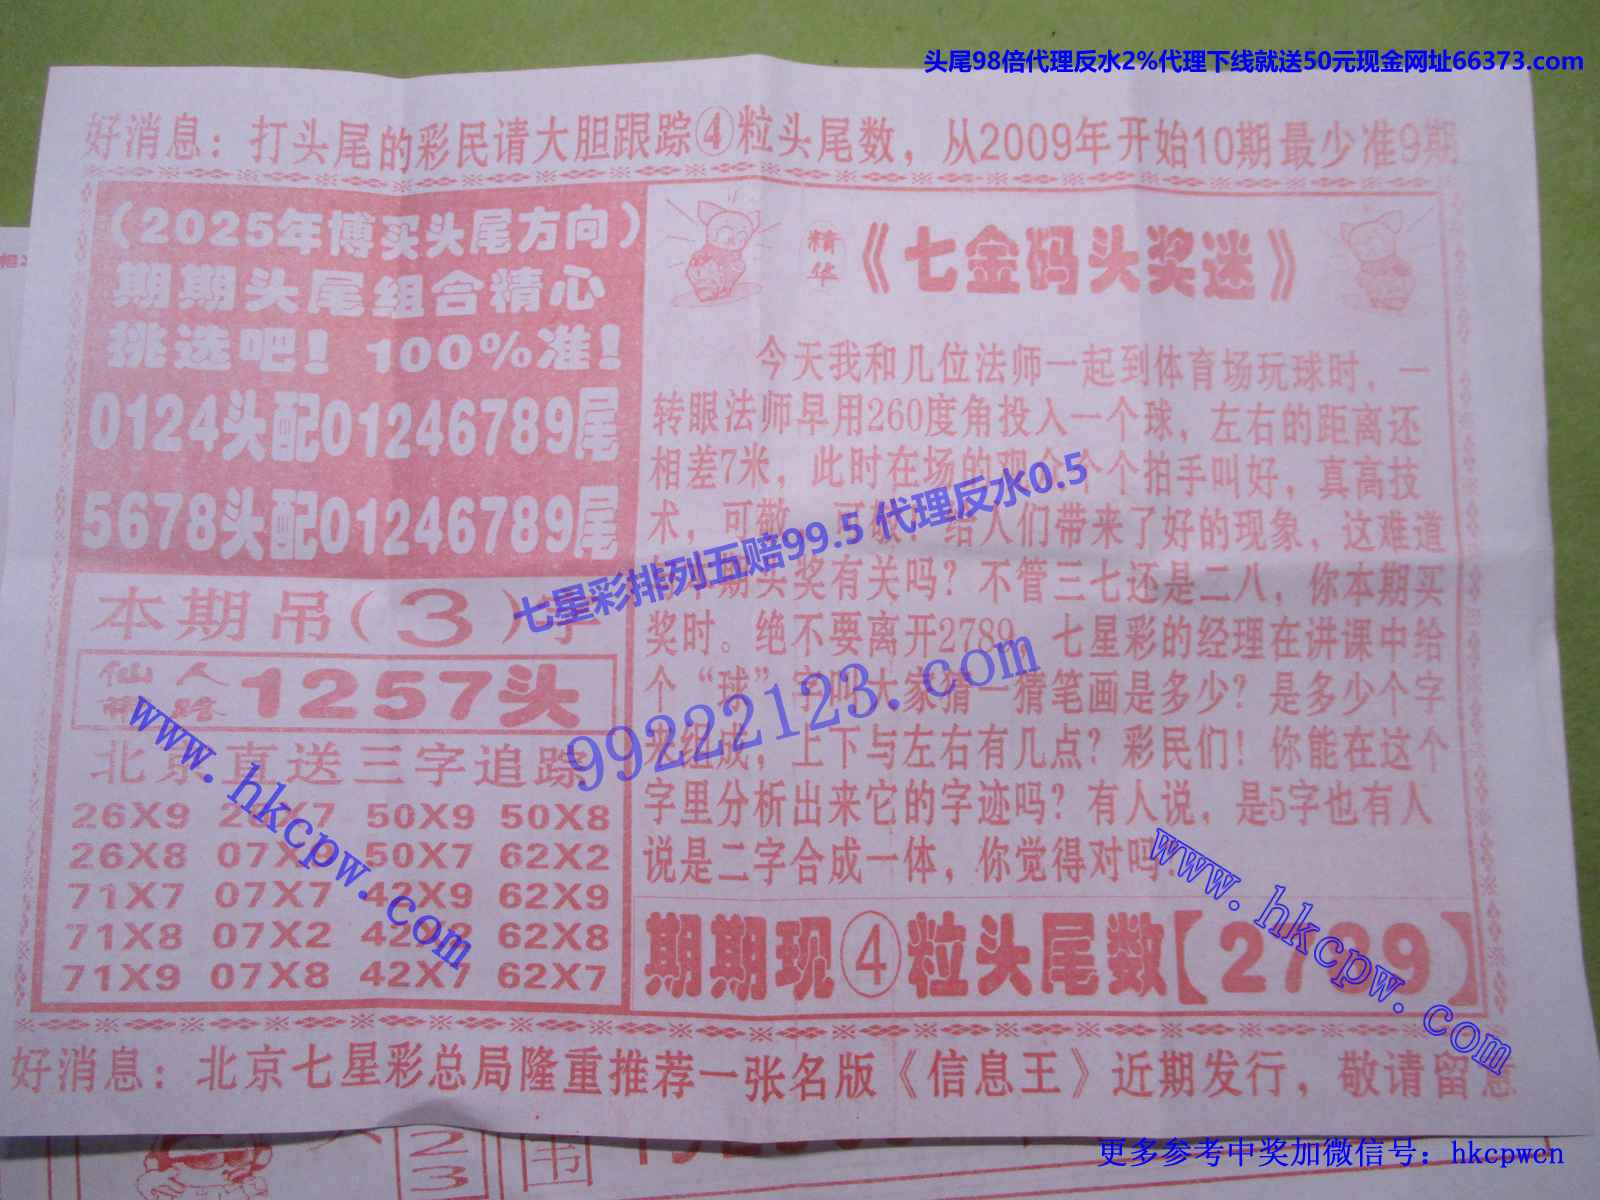 头尾98倍代理反水2%代理下线就送50元现金网址66373.com
好消息：打头尾的彩民请大胆跟踪④粒头尾数，从2009年开始10期最少准9期
（2025年博买头尾方向）
期期头尾组合精心
挑选吧！100%准！
0124头配01246789尾
5678头配01246789尾
本期吊（3）字
仙人
1257头
北京直送三字追踪
26X9 50X9 50X8
26X8 50X7 62X2
71X7 07X7 42X9 62X9
71X8 07X2 62X8
71X9 07X8 42X7 62X7
精华《七金码头奖迷》
今天我和几位法师一起到体育场玩球时，一
转眼法师早用260度角投入一个球，左右的距离还
相差7米，此时在场的观众个个拍手叫好，真高技
术，可敬 给人们带来了好的现象，这难道
期头奖有关吗？不管三七还是二八，你本期买
奖时。绝不要离开2789，七星彩的经理在讲课中给
个“球”字叫大家猜一猜笔画是多少？是多少个字
组成，上下与左右有几点？彩民们！你能在这个
字里分析出来它的字迹吗？有人说，是5字也有人
说是二字合成一体，你觉得对吗？
期期现④粒头尾数【2789】
好消息：北京七星彩总局隆重推荐一张名版《信息王》近期发行，敬请留意
七星彩排列五赔99.5 代理反水0.5
99222123.com
www.hkcpw.com
www.hkcpw.com
更多参考中奖加微信号：hkcpwcn